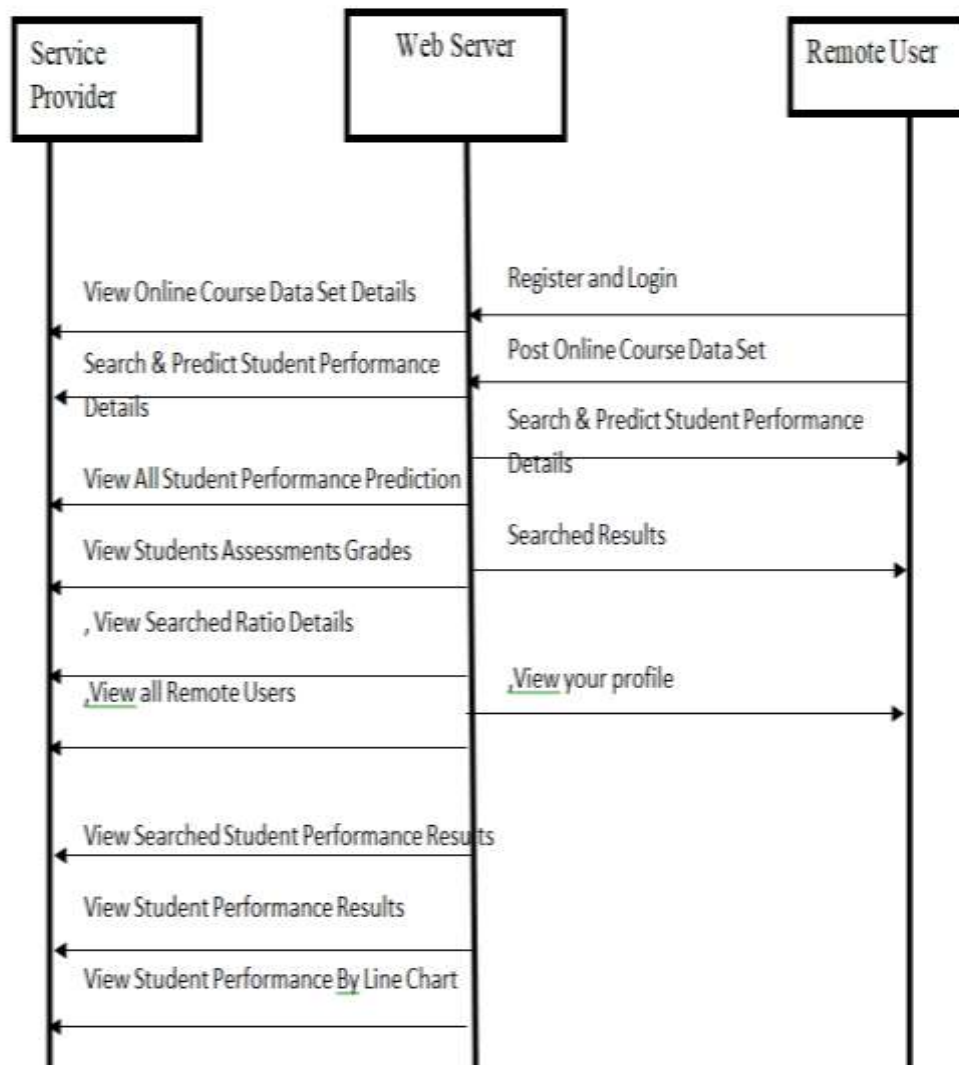 Service
Provider
Web Server
Remote User
View Online Course Data Set Details
Register and Login
Search & Predict Student Performance
Details
Post Online Course Data Set
Search & Predict Student Performance
Details
View All Student Performance Prediction
View Students Assessments Grades
Searched Results
, View Searched Ratio Details
,View all Remote Users
,View your profile
View Searched Student Performance Results
View Student Performance Results
View Student Performance By Line Chart